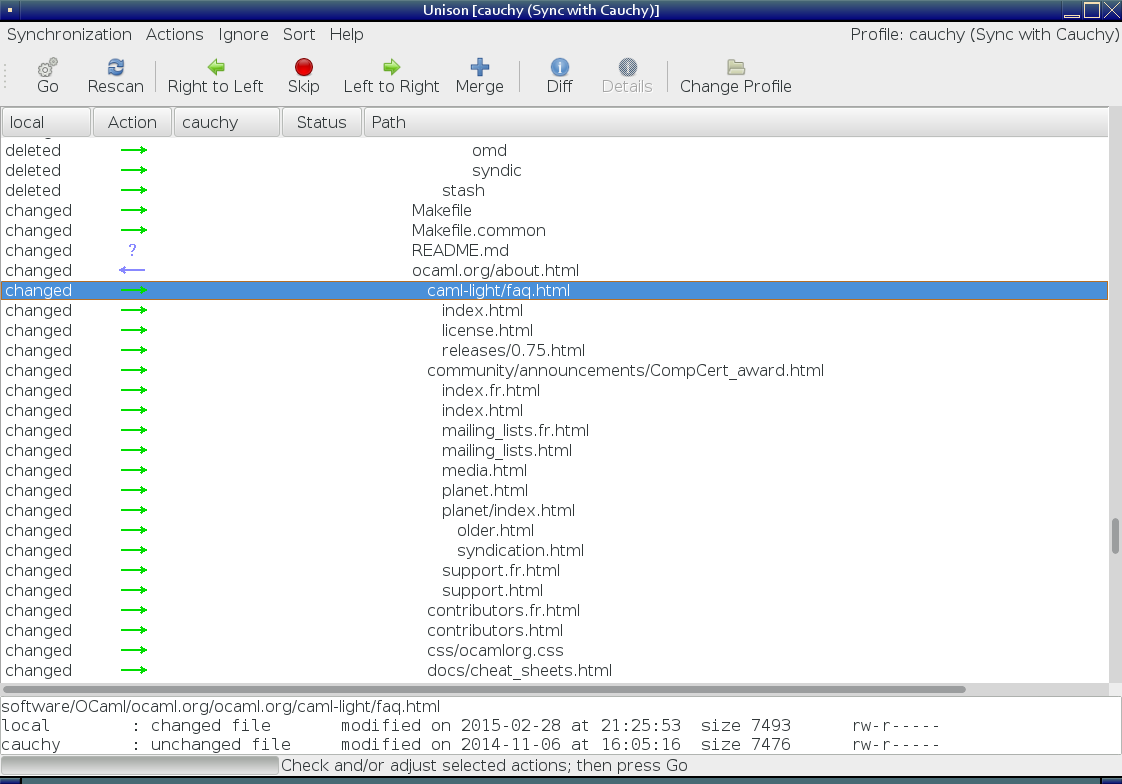 Unison [cauchy (Sync with Cauchy)]
Synchronization Actions Ignore Sort Help Profile: cauchy (Sync with Cauchy)
Go Rescan Right to Left Skip Left to Right Merge Diff Details Change Profile
local Action cauchy Status Path
deleted omd
deleted syndic
deleted stash
changed Makefile
changed Makefile.common
changed ? README.md
changed ocaml.org/about.html
changed caml-light/faq.html
changed index.html
changed license.html
changed releases/0.75.html
changed community/announcements/CompCert_award.html
changed index.fr.html
changed index.html
changed mailing_lists.fr.html
changed mailing_lists.html
changed media.html
changed planet.html
changed planet/index.html
changed older.html
changed syndication.html
changed support.fr.html
changed support.html
changed contributors.fr.html
changed contributors.html
changed css/ocamlorg.css
changed docs/cheat_sheets.html
software/OCaml/ocaml.org/ocaml.org/caml-light/faq.html
local : changed file modified on 2015-02-28 at 21:25:53 size 7493 rw-r-----
cauchy : unchanged file modified on 2014-11-06 at 16:05:16 size 7476 rw-r-----
Check and/or adjust selected actions; then press Go